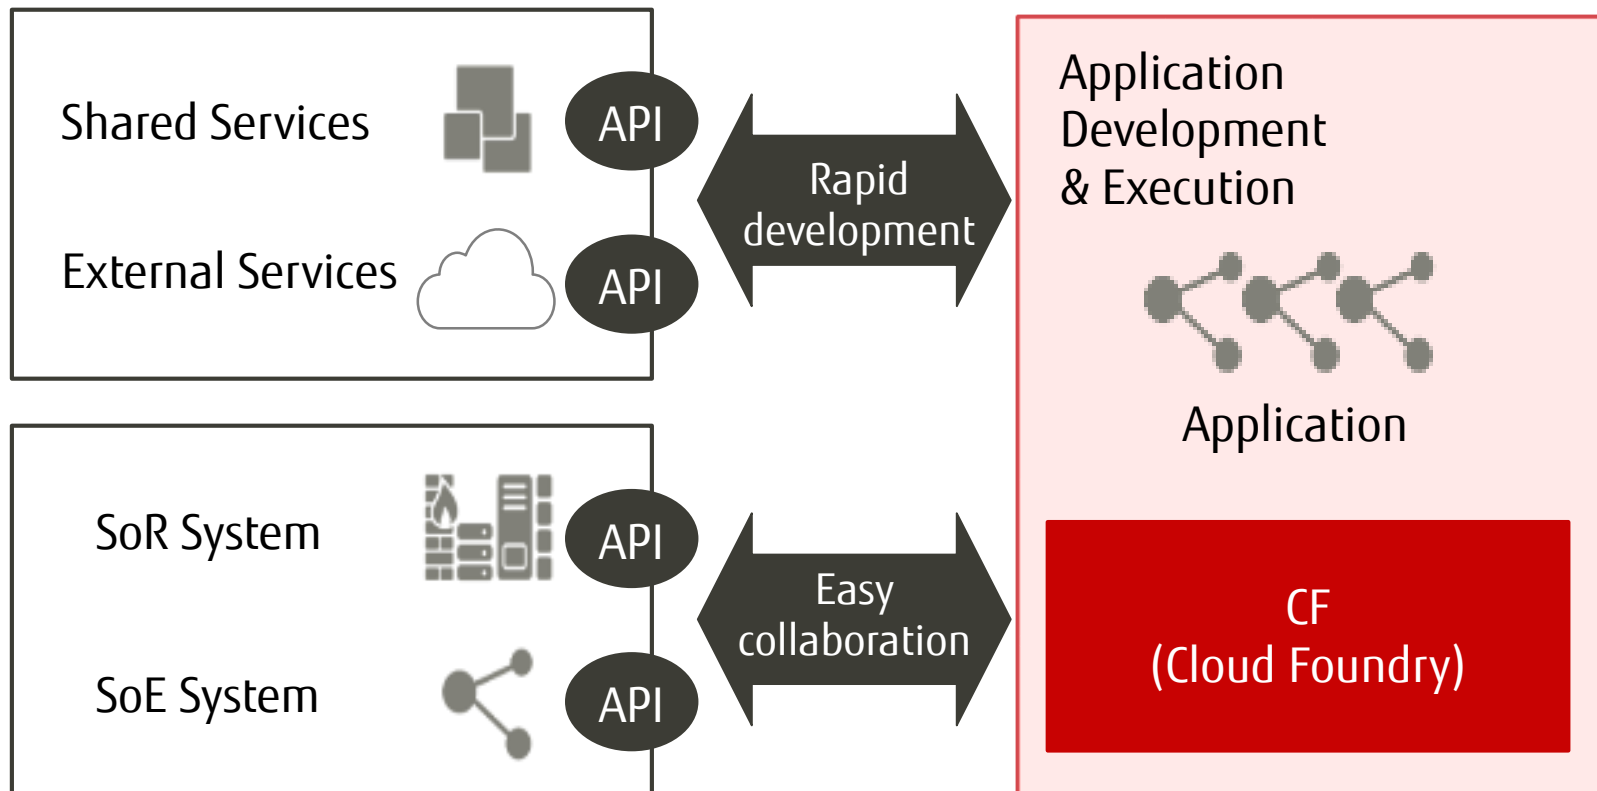 Shared Services
API
External Services
API
Rapid
development
SoR System
API
SoE System
API
Easy
collaboration
Application
Development
& Execution
Application
CF
(Cloud Foundry)